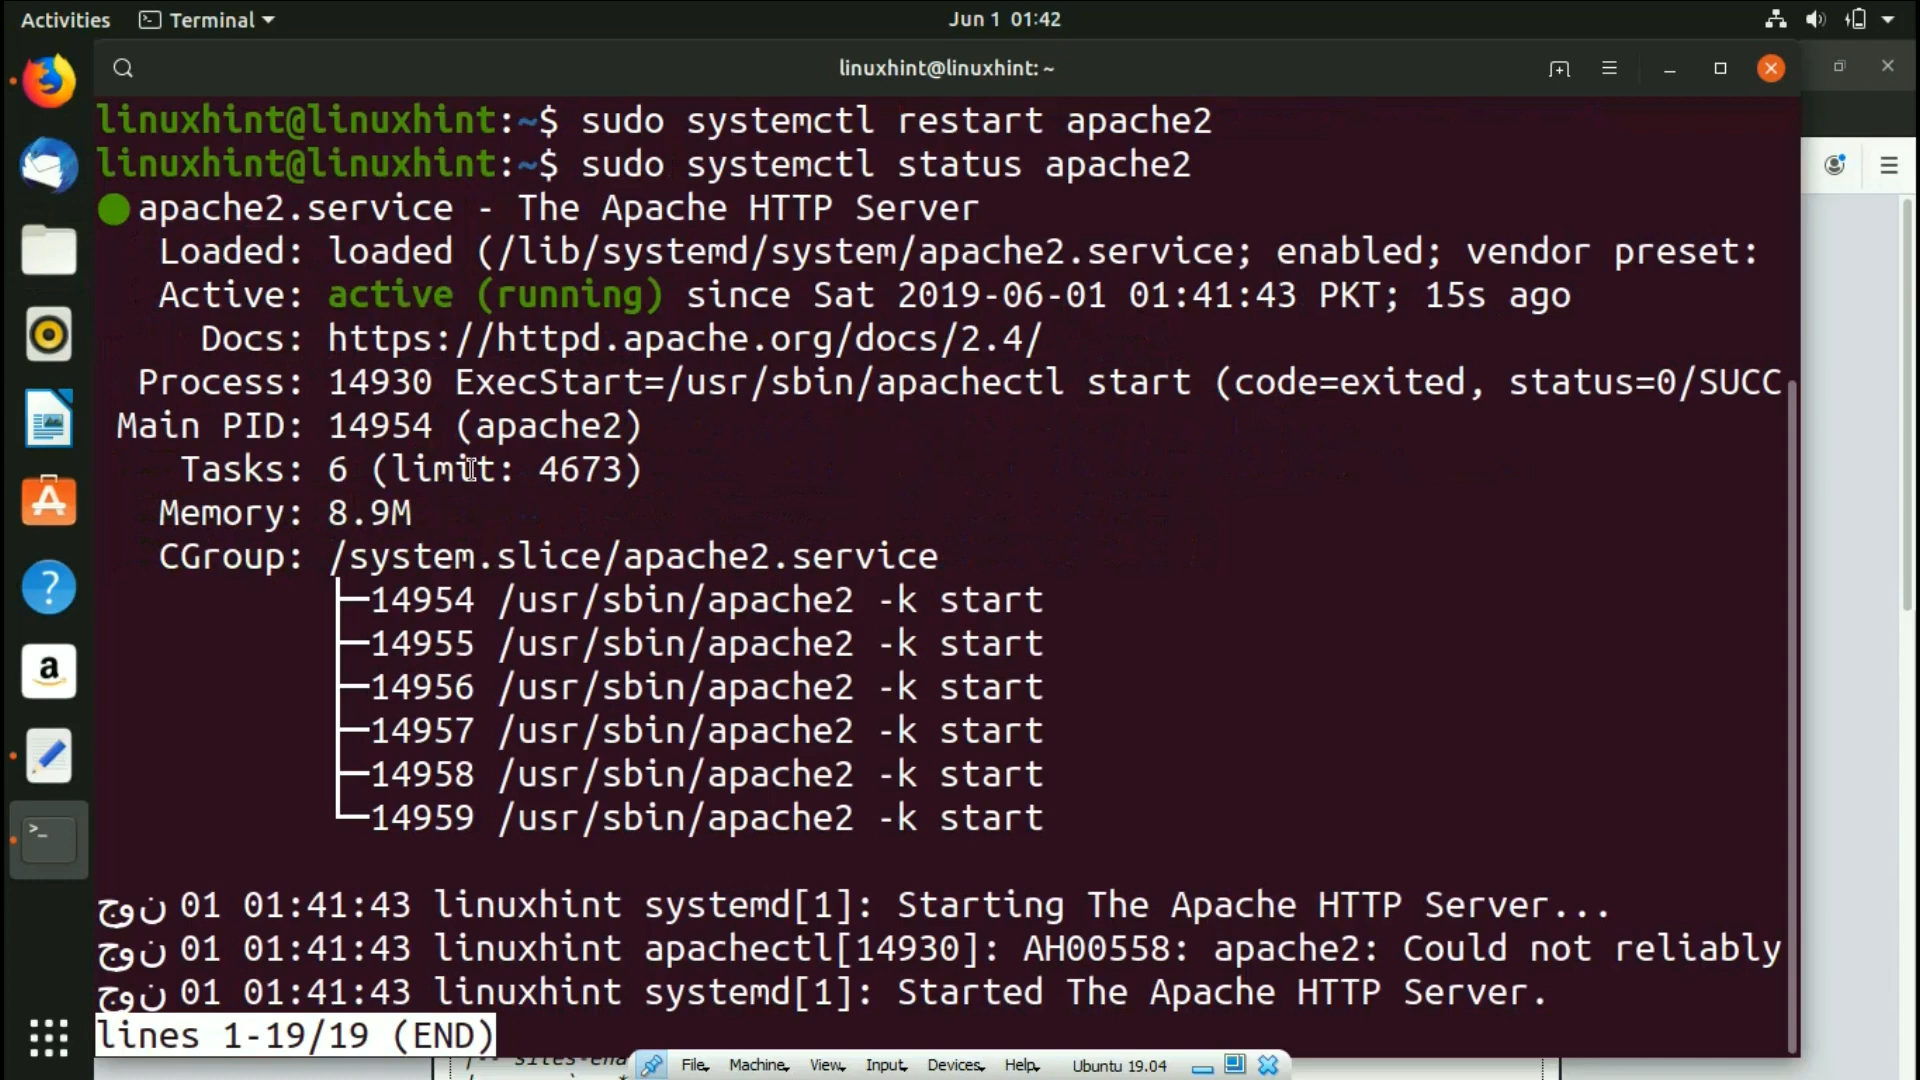 Activities Terminal Jun 1 01:42
linuxhint@linuxhint: ~
linuxhint@linuxhint:~$ sudo systemctl restart apache2
linuxhint@linuxhint:~$ sudo systemctl status apache2
apache2.service - The Apache HTTP Server
Loaded: loaded (/lib/systemd/system/apache2.service; enabled; vendor preset:
Active: active (running) since Sat 2019-06-01 01:41:43 PKT; 15s ago
Docs: https://httpd.apache.org/docs/2.4/
Process: 14930 ExecStart=/usr/sbin/apachectl start (code=exited, status=0/SUCC
Main PID: 14954 (apache2)
Tasks: 6 (limit: 4673)
Memory: 8.9M
CGroup: /system.slice/apache2.service
├─14954 /usr/sbin/apache2 -k start
├─14955 /usr/sbin/apache2 -k start
├─14956 /usr/sbin/apache2 -k start
├─14957 /usr/sbin/apache2 -k start
├─14958 /usr/sbin/apache2 -k start
└─14959 /usr/sbin/apache2 -k start
جون 01 01:41:43 linuxhint systemd[1]: Starting The Apache HTTP Server...
جون 01 01:41:43 linuxhint apachectl[14930]: AH00558: apache2: Could not reliably
جون 01 01:41:43 linuxhint systemd[1]: Started The Apache HTTP Server.
lines 1-19/19 (END)
File Machine View Input Devices Help Ubuntu 19.04